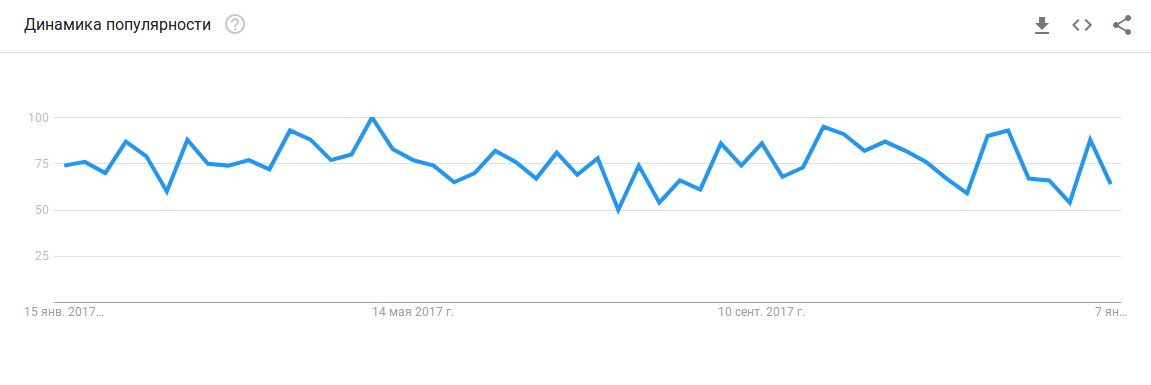 Динамика популярности
100
75
50
25
15 янв. 2017…
14 мая 2017 г.
10 сент. 2017 г.
7 ян…